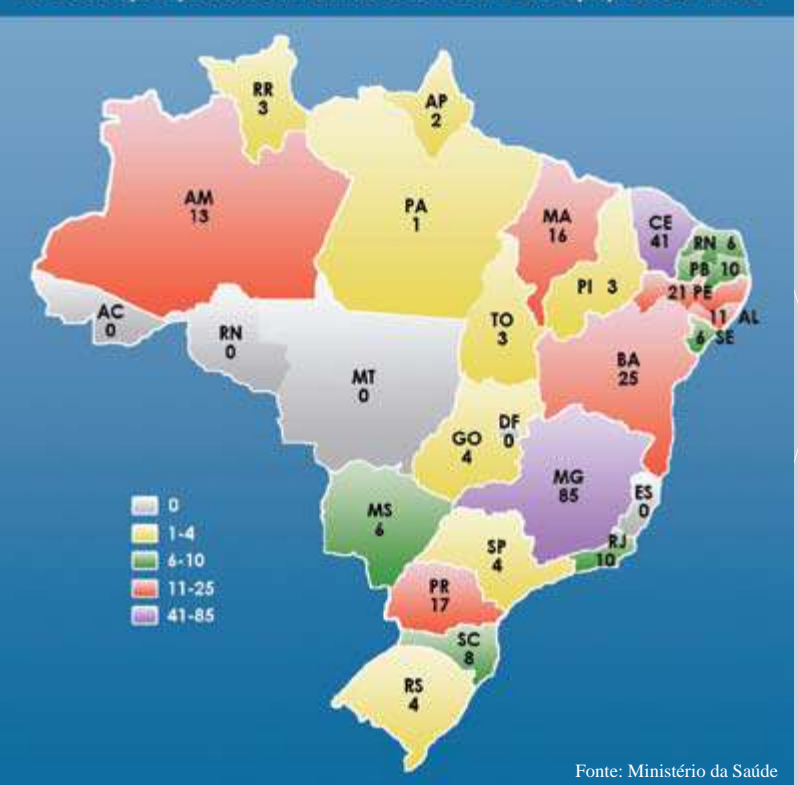 RR
3
AP
2
AM
13
PA
1
MA
16
CE
41
RN 6
PB 10
PI 3
21 PE
11 AL
6 SE
AC
0
RN
0
TO
3
BA
25
MT
0
DF
0
GO
4
MG
85
ES
0
MS
6
RJ
10
SP
4
PR
17
SC
8
RS
4
0
1-4
6-10
11-25
41-85
Fonte: Ministério da Saúde